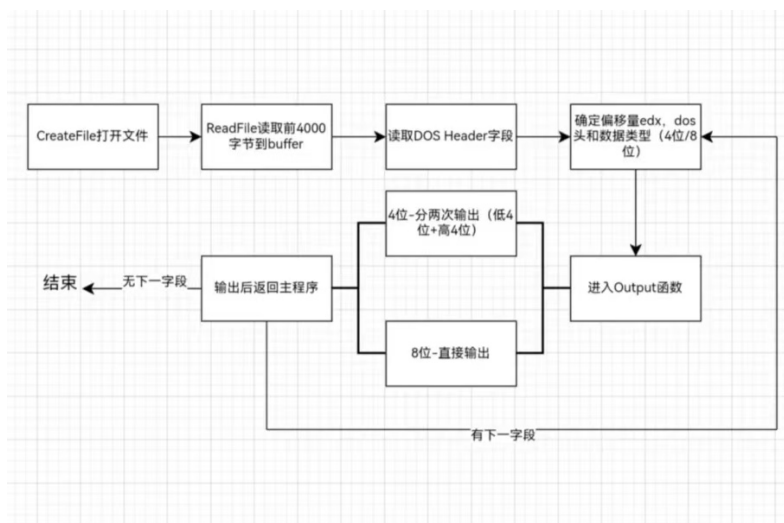 CreateFile打开文件
ReadFile读取前4000
字节到buffer
读取DOS Header字段
确定偏移量edx，dos
头和数据类型（4位/8
位）
4位-分两次输出（低4
位+高4位）
结束
无下一字段
输出后返回主程序
进入Output函数
8位-直接输出
有下一字段